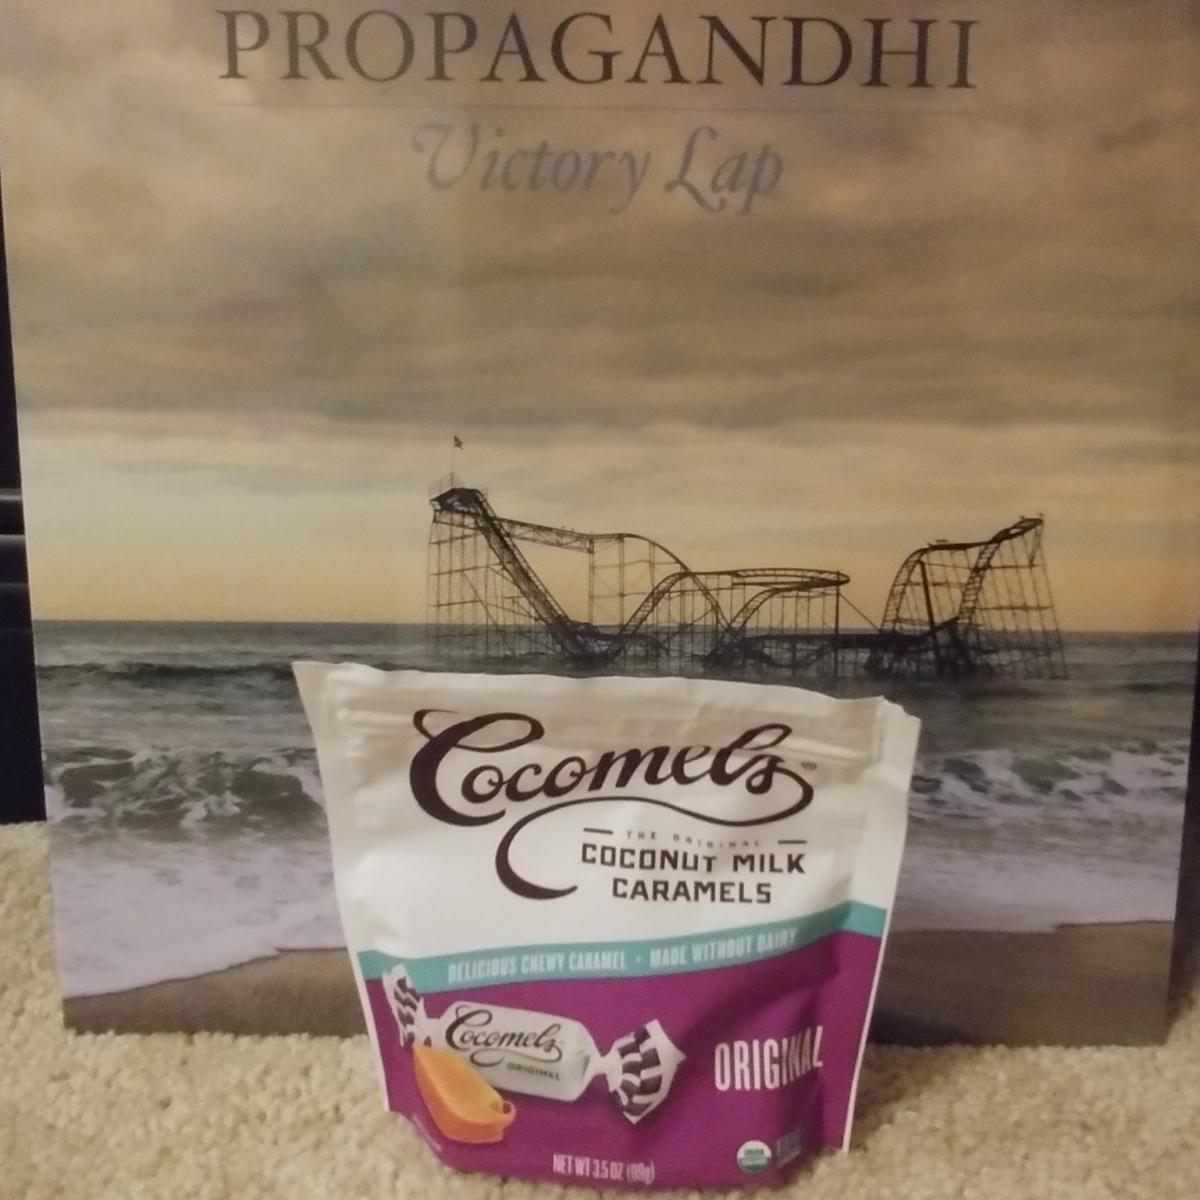 PROPAGANDHI
Victory Lap
Cocomels
THE ORIGINAL
COCONUT MILK
CARAMELS
DELICIOUS CHEWY CARAMEL • MADE WITHOUT DAIRY
Cocomels
ORIGINAL
ORIGINAL
USDA
NET WT 3.5 OZ (99g)